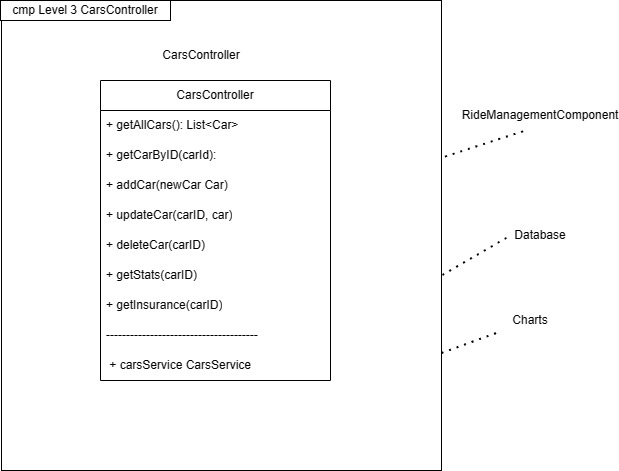 cmp Level 3 CarsController
CarsController
CarsController
+ getAllCars(): List<Car>
+ getCarByID(carId):
+ addCar(newCar Car)
+ updateCar(carID, car)
+ deleteCar(carID)
+ getStats(carID)
+ getInsurance(carID)
--------------------------------------
+ carsService CarsService
RideManagementComponent
Database
Charts